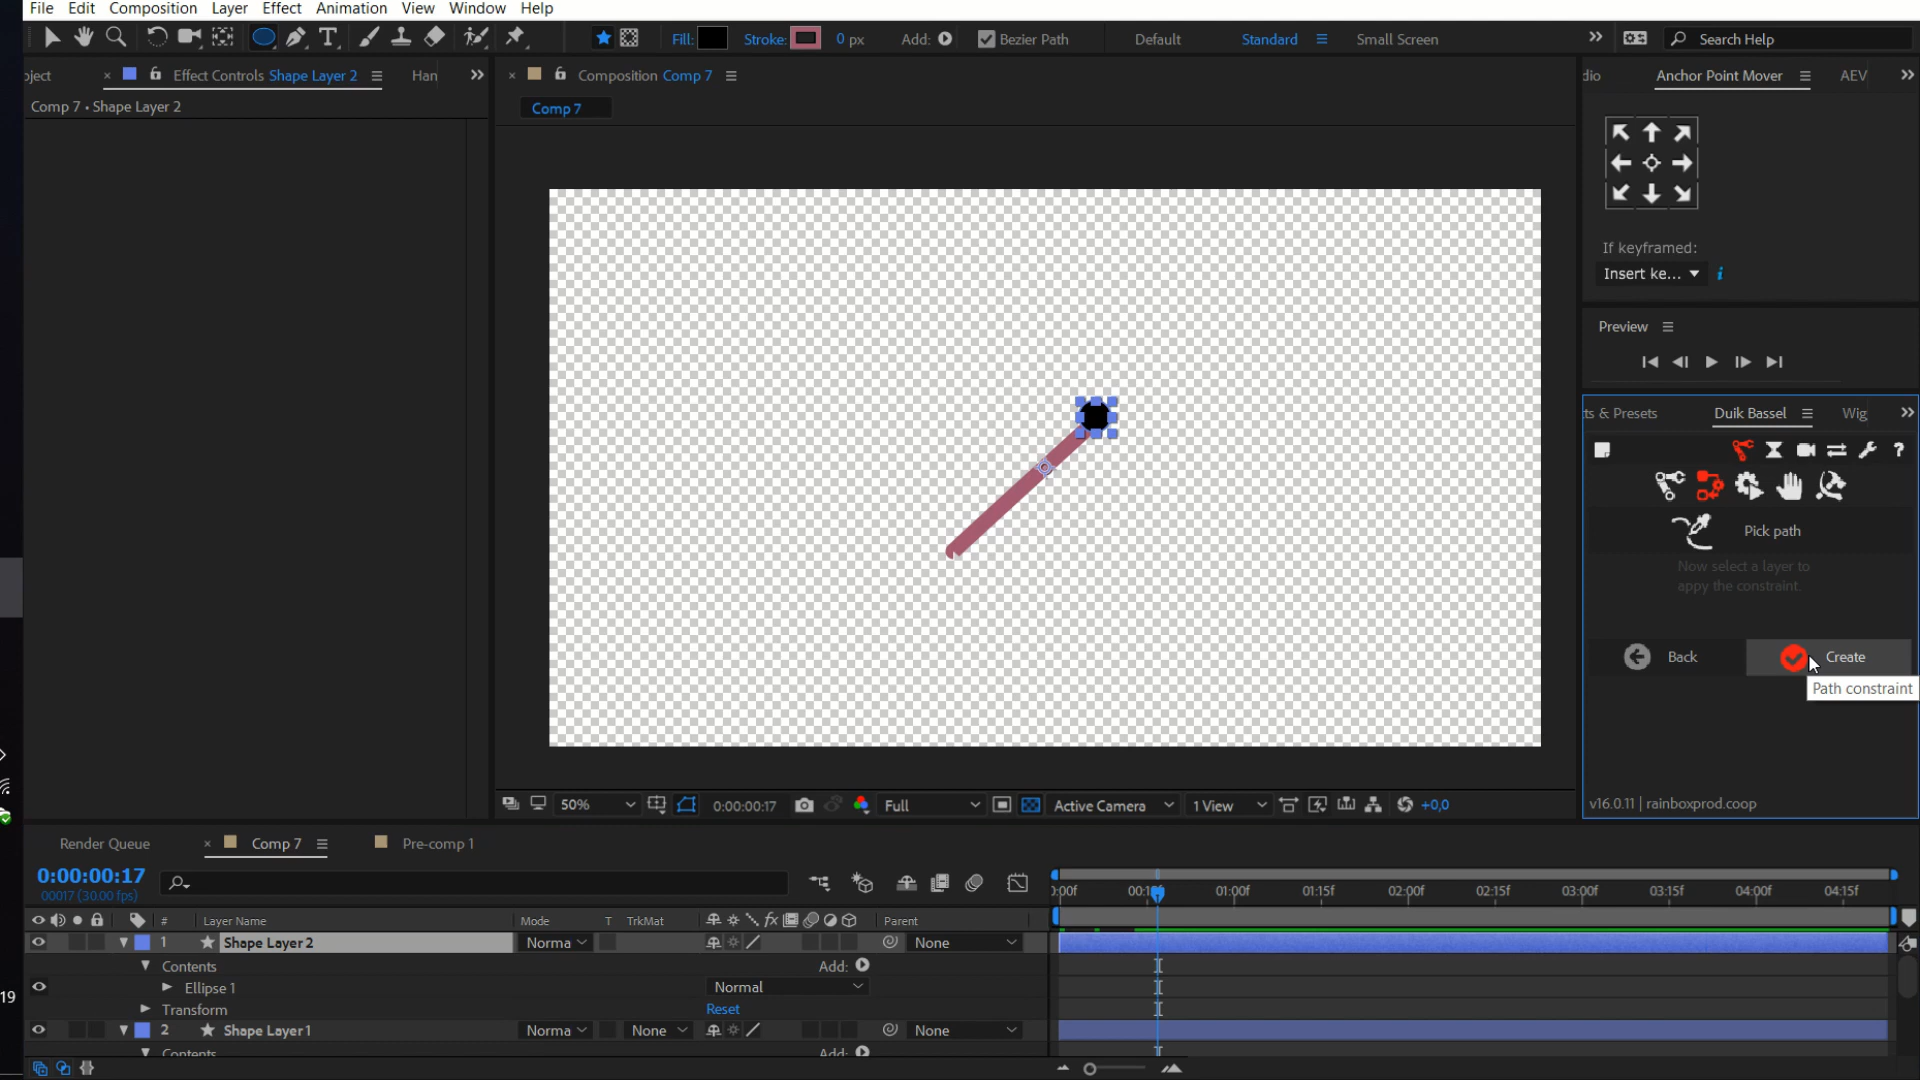 File Edit Composition Layer Effect Animation View Window Help
Fill: Stroke: 0 px Add: Bezier Path Default Standard Small Screen Search Help
oject Effect Controls Shape Layer 2 Han Composition Comp 7 dio Anchor Point Mover AEV
Comp 7 • Shape Layer 2 Comp 7
If keyframed:
Insert ke...
Preview
ts & Presets Duik Bassel Wig
Pick path
Now select a layer to
appy the constraint.
Back Create
Path constraint
v16.0.11 | rainboxprod.coop
50% 0:00:00:17 Full Active Camera 1 View +0,0
Render Queue Comp 7 Pre-comp 1
0:00:00:17
00017 (30.00 fps)
):00f 01:00f 01:15f 02:00f 02:15f 03:00f 03:15f 04:00f 04:15f
# Layer Name Mode T TrkMat fx Parent
1 Shape Layer 2 Norma None
Contents Add:
Ellipse 1 Normal
Transform Reset
2 Shape Layer 1 Norma None None
Contents Add:
19